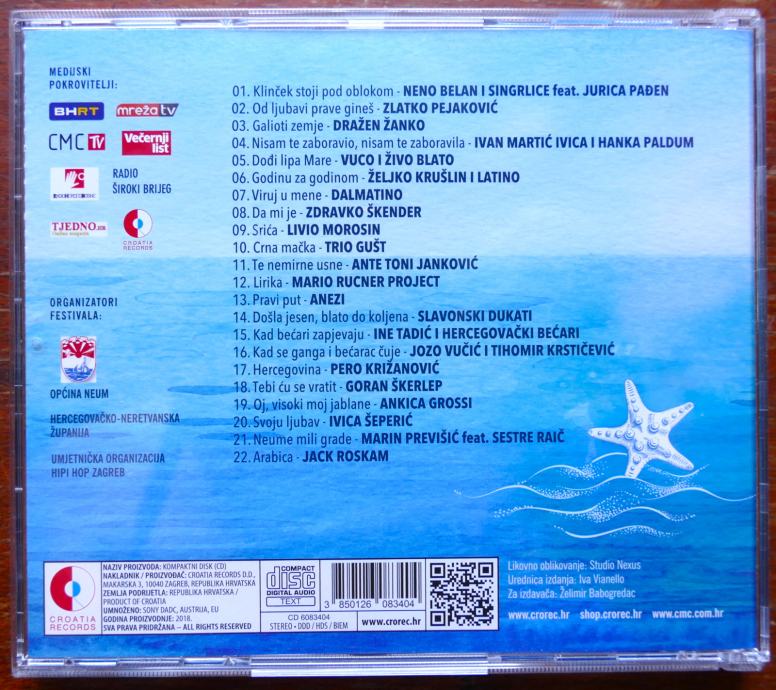 MEDIJSKI
POKROVITELJI:
BHRT mreža tv
CMC TV Večernji list
RADIO
ŠIROKI BRIJEG
TJEDNO.HR
CROATIA
RECORDS
ORGANIZATORI
FESTIVALA:
OPĆINA NEUM
HERCEGOVAČKO-NERETVANSKA
ŽUPANIJA
UMJETNIČKA ORGANIZACIJA
HIPI HOP ZAGREB
01. Klinček stoji pod oblokom - NENO BELAN I SINGRLICE feat. JURICA PAĐEN
02. Od ljubavi prave gineš - ZLATKO PEJAKOVIĆ
03. Galioti zemje - DRAŽEN ŽANKO
04. Nisam te zaboravio, nisam te zaboravila - IVAN MARTIĆ IVICA I HANKA PALDUM
05. Dođi lipa Mare - VUCO I ŽIVO BLATO
06. Godinu za godinom - ŽELJKO KRUŠLIN I LATINO
07. Viruj u mene - DALMATINO
08. Da mi je - ZDRAVKO ŠKENDER
09. Srića - LIVIO MOROSIN
10. Crna mačka - TRIO GUŠT
11. Te nemirne usne - ANTE TONI JANKOVIĆ
12. Lirika - MARIO RUCNER PROJECT
13. Pravi put - ANEZI
14. Došla jesen, blato do koljena - SLAVONSKI DUKATI
15. Kad bećari zapjevaju - INE TADIĆ I HERCEGOVAČKI BEĆARI
16. Kad se ganga i bećarac čuje - JOZO VUČIĆ I TIHOMIR KRSTIČEVIĆ
17. Hercegovina - PERO KRIŽANOVIĆ
18. Tebi ću se vratit - GORAN ŠKERLEP
19. Oj, visoki moj jablane - ANKICA GROSSI
20. Svoju ljubav - IVICA ŠEPERIĆ
21. Neume mili grade - MARIN PREVIŠIĆ feat. SESTRE RAIČ
22. Arabica - JACK ROSKAM
CROATIA
RECORDS
NAZIV PROIZVODA: KOMPAKTNI DISK (CD)
NAKLADNIK / PROIZVOĐAČ: CROATIA RECORDS D.D.,
MAKARSKA 3, 10040 ZAGREB, REPUBLIKA HRVATSKA
ZEMLJA PODRIJETLA: REPUBLIKA HRVATSKA /
PRODUCT OF CROATIA
UMNOŽENO: SONY DADC, AUSTRIJA, EU
GODINA PROIZVODNJE: 2018.
SVA PRAVA PRIDRŽANA – ALL RIGHTS RESERVED
COMPACT
disc
DIGITAL AUDIO
TEXT
3 850126 083404
CD 6083404
STEREO • DDD / HDS / BIEM
www.crorec.hr
Likovno oblikovanje: Studio Nexus
Urednica izdanja: Iva Vianello
Za izdavača: Želimir Babogredac
www.crorec.hr shop.crorec.hr www.cmc.com.hr